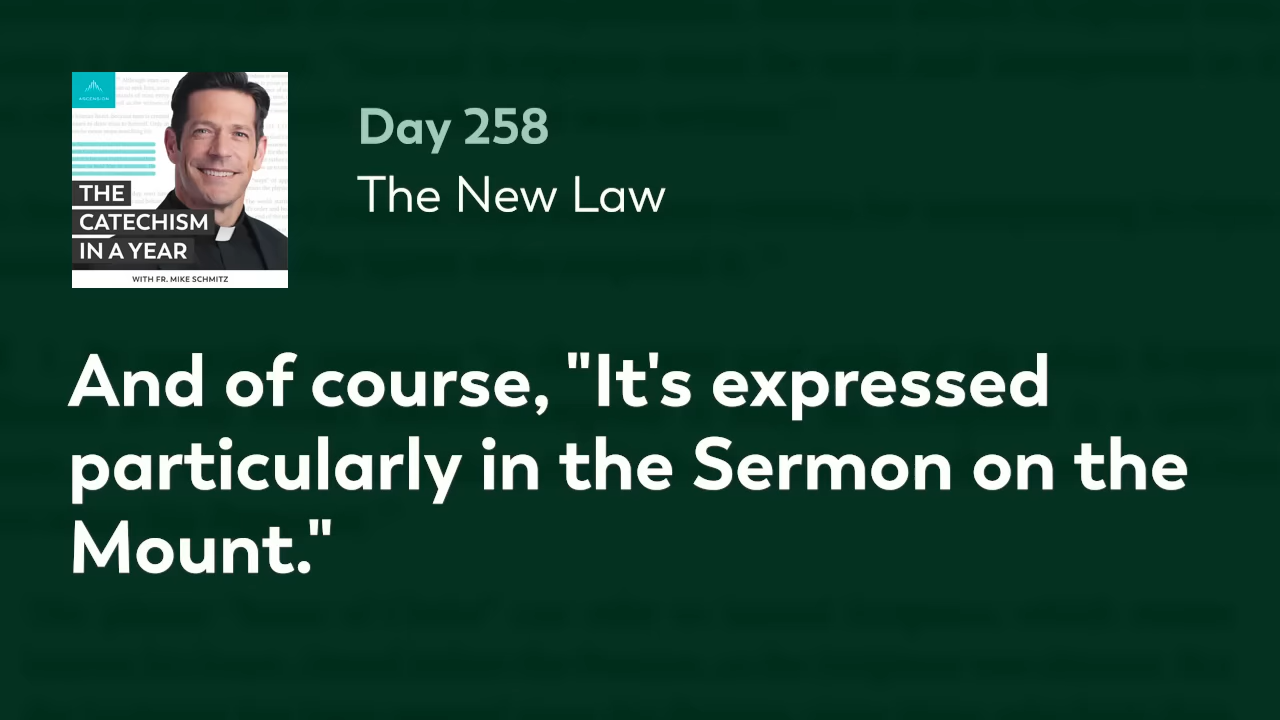 ASCENSION
THE
CATECHISM
IN A YEAR
WITH FR. MIKE SCHMITZ
Day 258
The New Law
And of course, "It's expressed
particularly in the Sermon on the
Mount."